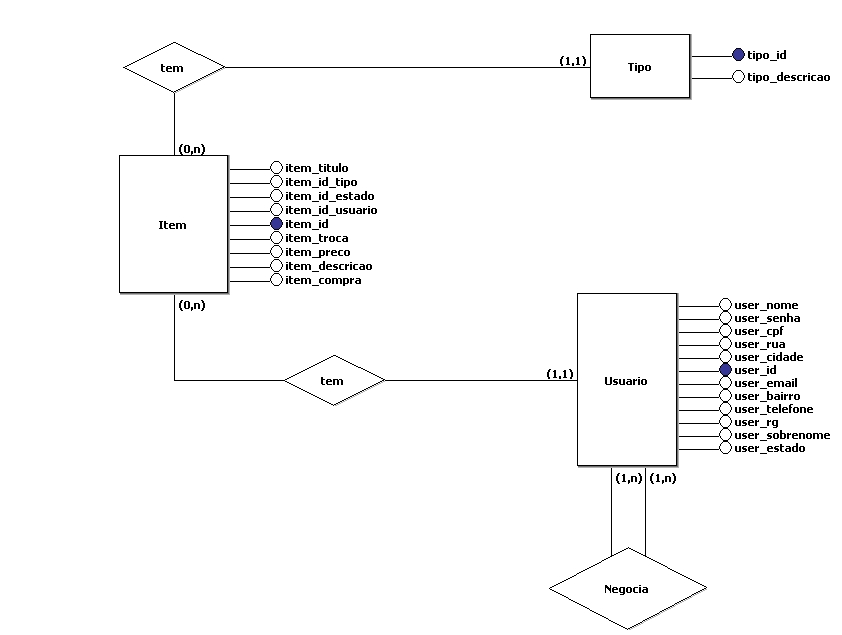 tem
(1,1)
Tipo
tipo_id
tipo_descricao
(0,n)
Item
item_titulo
item_id_tipo
item_id_estado
item_id_usuario
item_id
item_troca
item_preco
item_descricao
item_compra
(0,n)
tem
(1,1)
Usuario
user_nome
user_senha
user_cpf
user_rua
user_cidade
user_id
user_email
user_bairro
user_telefone
user_rg
user_sobrenome
user_estado
(1,n) (1,n)
Negocia